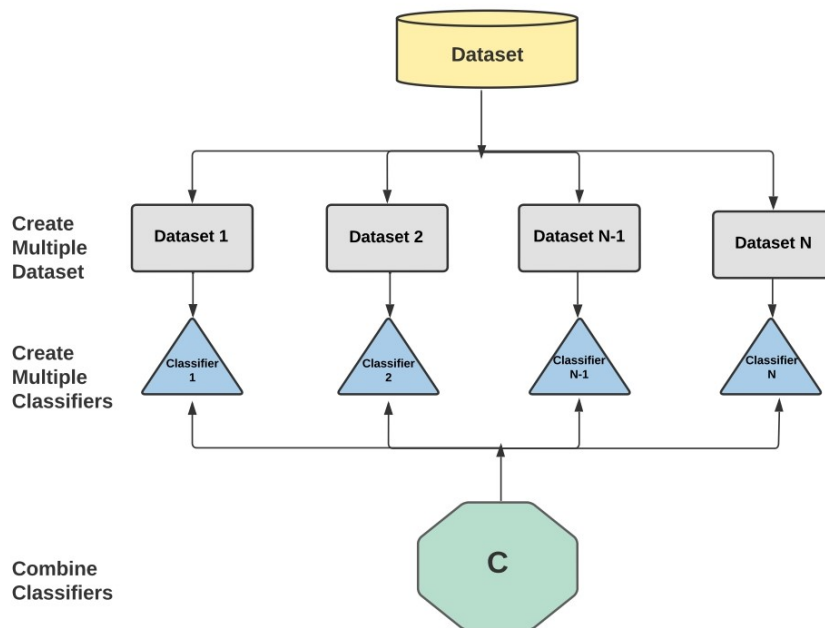 Dataset
Create
Multiple
Dataset
Dataset 1
Dataset 2
Dataset N-1
Dataset N
Create
Multiple
Classifiers
Classifier
1
Classifier
2
Classifier
N-1
Classifier
N
Combine
Classifiers
C